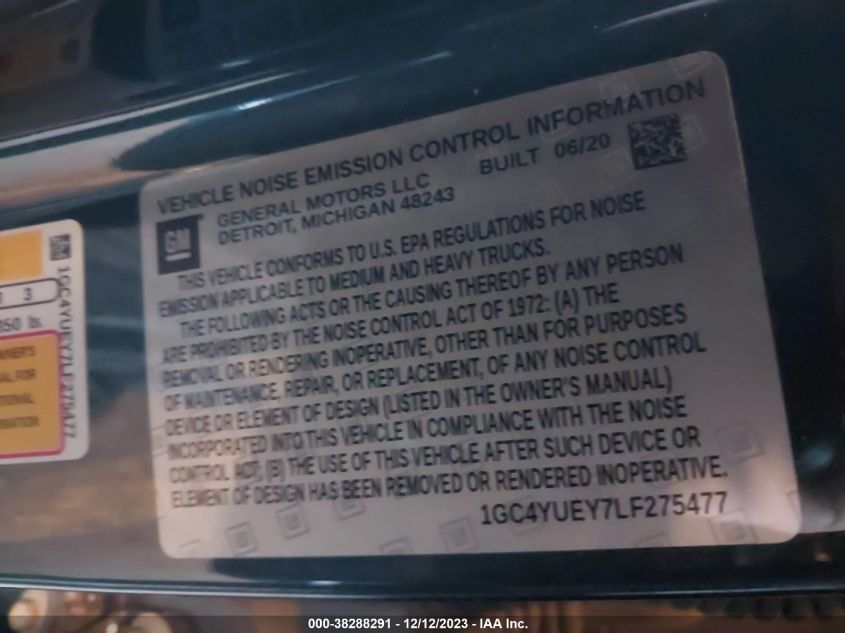 VEHICLE NOISE EMISSION CONTROL INFORMATION
GM
GENERAL MOTORS LLC
DETROIT, MICHIGAN 48243
BUILT 06/20
THIS VEHICLE CONFORMS TO U.S. EPA REGULATIONS FOR NOISE
EMISSION APPLICABLE TO MEDIUM AND HEAVY TRUCKS.
THE FOLLOWING ACTS OR THE CAUSING THEREOF BY ANY PERSON
ARE PROHIBITED BY THE NOISE CONTROL ACT OF 1972: (A) THE
REMOVAL OR RENDERING INOPERATIVE, OTHER THAN FOR PURPOSES
OF MAINTENANCE, REPAIR, OR REPLACEMENT, OF ANY NOISE CONTROL
DEVICE OR ELEMENT OF DESIGN (LISTED IN THE OWNER'S MANUAL)
INCORPORATED INTO THIS VEHICLE IN COMPLIANCE WITH THE NOISE
CONTROL ACT, (B) THE USE OF THIS VEHICLE AFTER SUCH DEVICE OR
ELEMENT OF DESIGN HAS BEEN REMOVED OR RENDERED INOPERATIVE.
1GC4YUEY7LF275477
3
lbs.
1GC4YUEY7LF275477
000-38288291 - 12/12/2023 - IAA Inc.